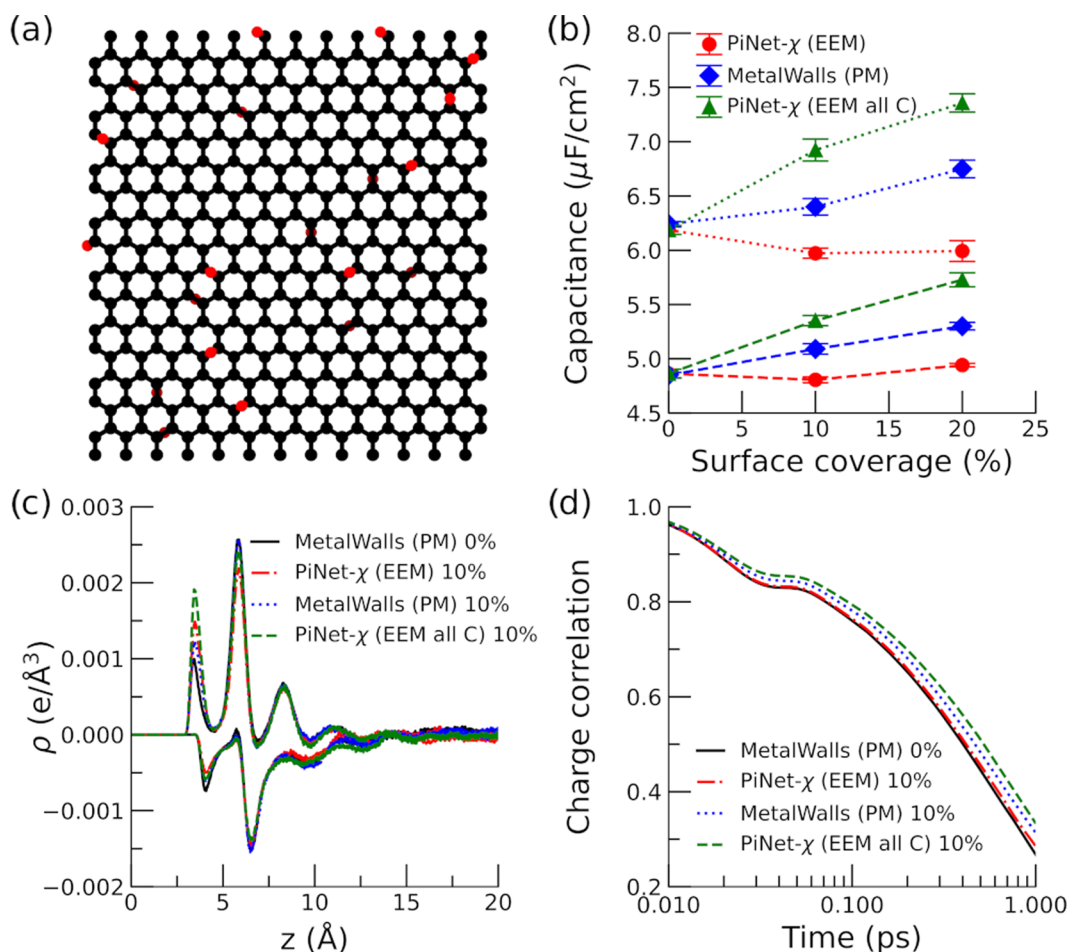 (a)
(b)
8.0
7.5
7.0
6.5
6.0
5.5
5.0
4.5
Capacitance (μF/cm²)
PiNet-χ (EEM)
MetalWalls (PM)
PiNet-χ (EEM all C)
0 5 10 15 20 25
Surface coverage (%)
(c)
0.003
0.002
0.001
0.000
−0.001
−0.002
ρ (e/Å³)
MetalWalls (PM) 0%
PiNet-χ (EEM) 10%
MetalWalls (PM) 10%
PiNet-χ (EEM all C) 10%
0 5 10 15 20
z (Å)
(d)
1.0
0.8
0.6
0.4
0.2
Charge correlation
MetalWalls (PM) 0%
PiNet-χ (EEM) 10%
MetalWalls (PM) 10%
PiNet-χ (EEM all C) 10%
0.010 0.100 1.000
Time (ps)